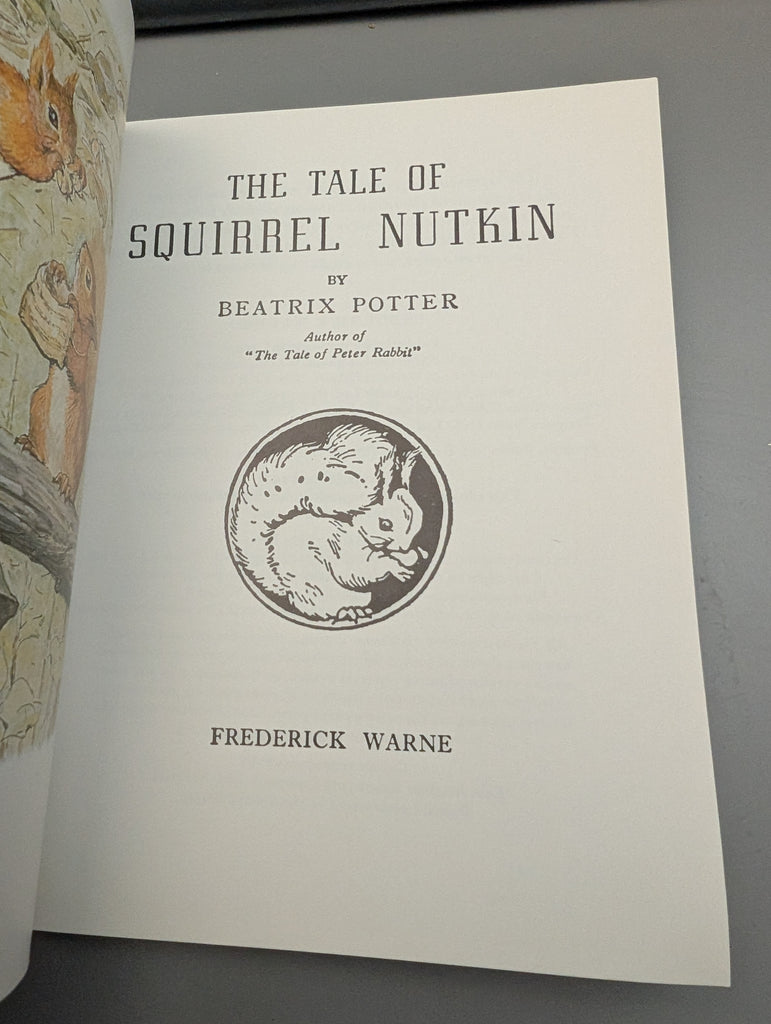 THE TALE OF
SQUIRREL NUTKIN
BY
BEATRIX POTTER
Author of
“The Tale of Peter Rabbit”
FREDERICK WARNE